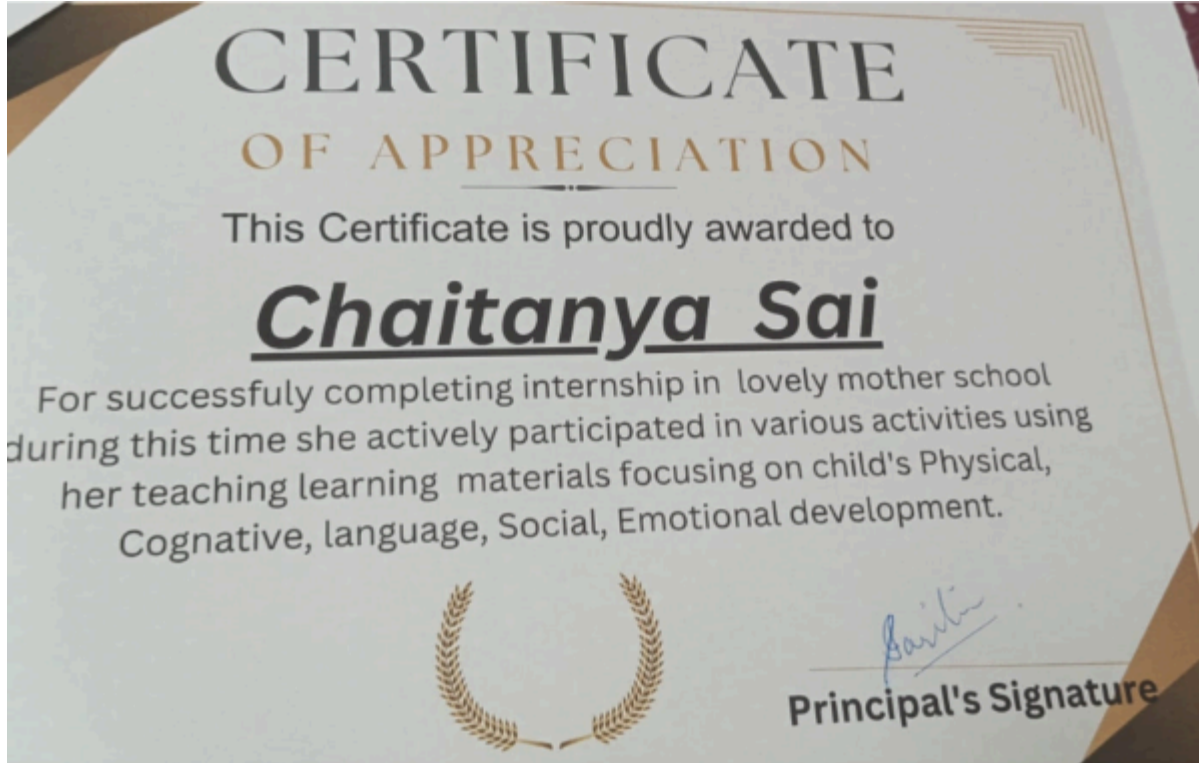 CERTIFICATE
OF APPRECIATION
This Certificate is proudly awarded to
Chaitanya Sai
For successfuly completing internship in lovely mother school
during this time she actively participated in various activities using
her teaching learning materials focusing on child's Physical,
Cognative, language, Social, Emotional development.
Principal's Signature